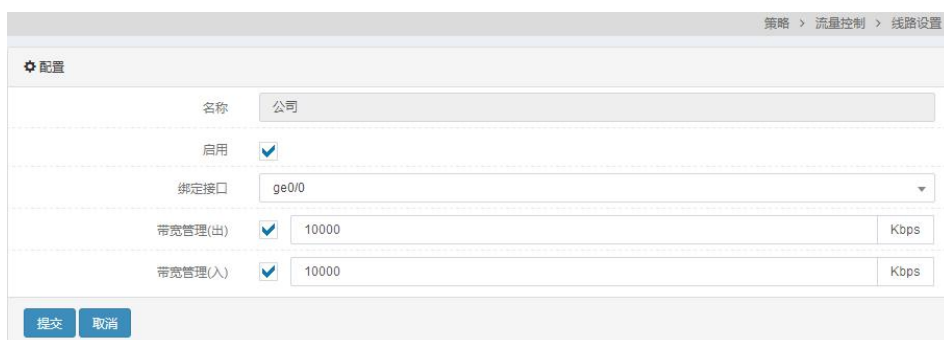 策略 > 流量控制 > 线路设置
配置
名称 公司
启用
绑定接口 ge0/0
带宽管理(出) 10000 Kbps
带宽管理(入) 10000 Kbps
提交 取消